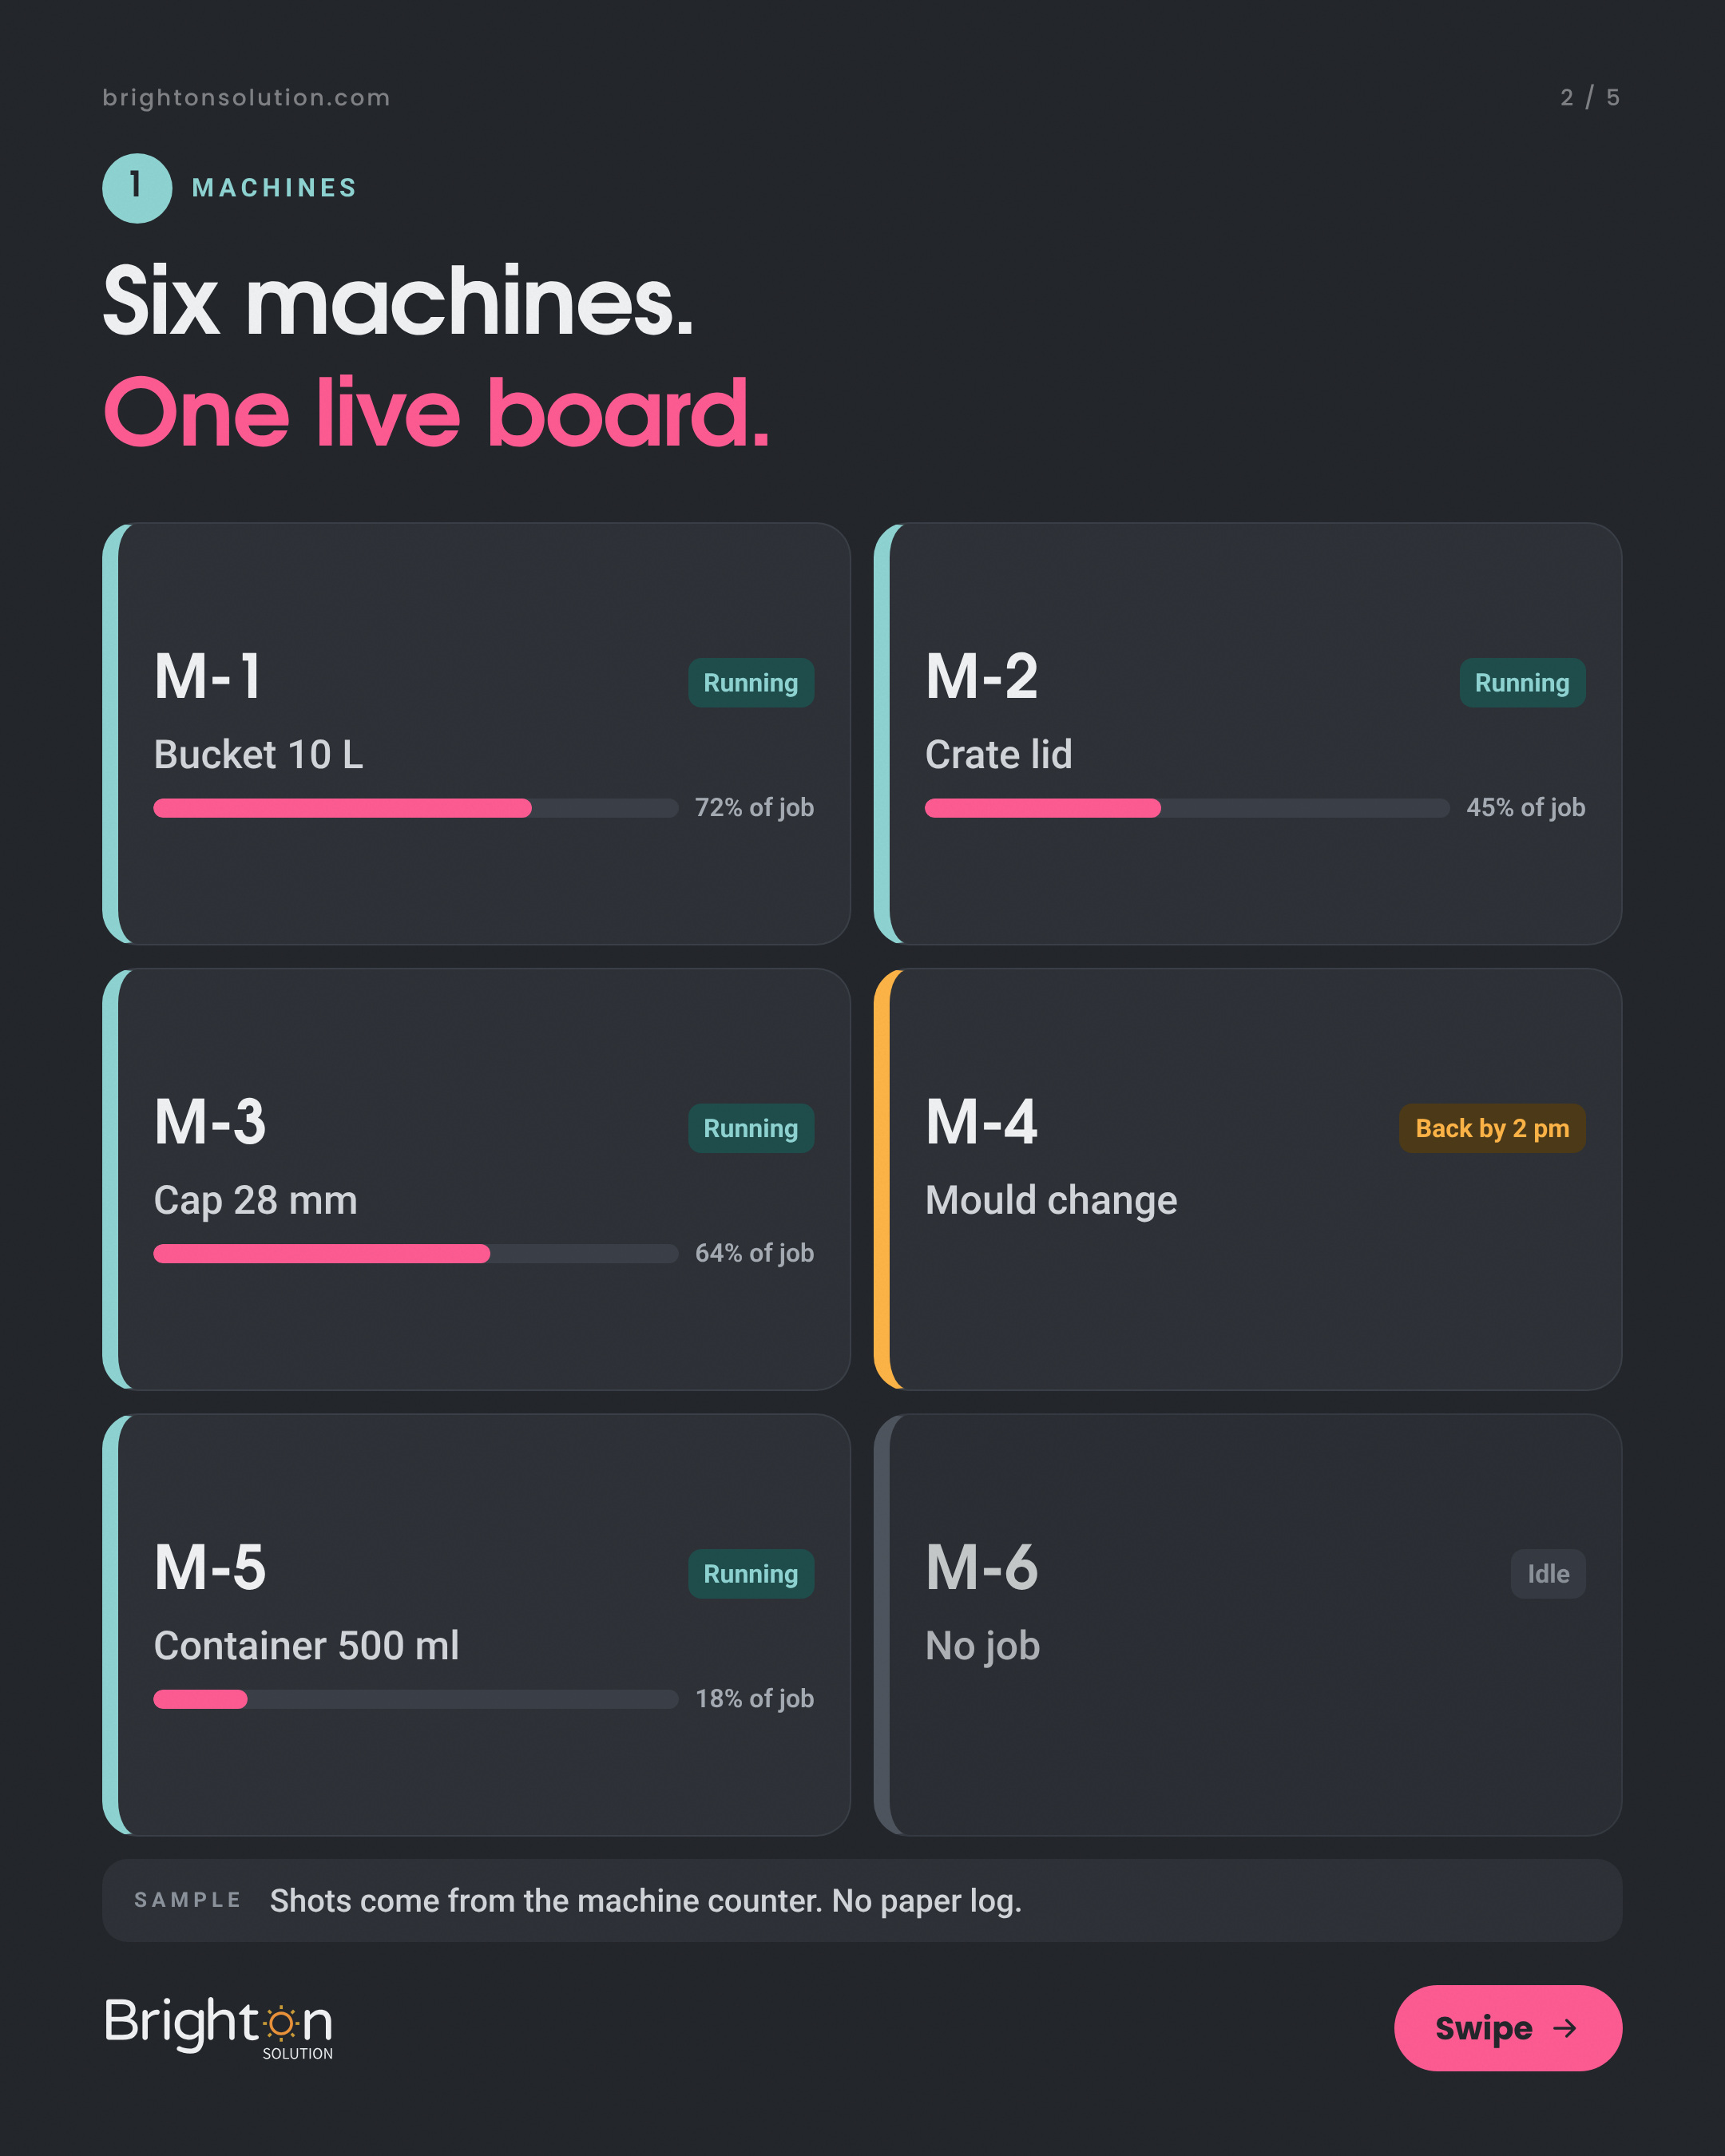 brightonsolution.com
2 / 5
1 MACHINES
Six machines.
One live board.
M-1 Running
Bucket 10 L
72% of job
M-2 Running
Crate lid
45% of job
M-3 Running
Cap 28 mm
64% of job
M-4 Back by 2 pm
Mould change
M-5 Running
Container 500 ml
18% of job
M-6 Idle
No job
SAMPLE Shots come from the machine counter. No paper log.
Brighton
SOLUTION
Swipe →